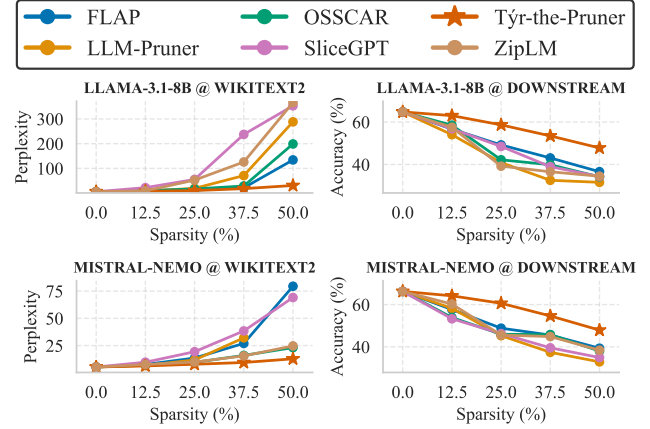 FLAP OSSCAR Týr-the-Pruner
LLM-Pruner SliceGPT ZipLM
LLAMA-3.1-8B @ WIKITEXT2 LLAMA-3.1-8B @ DOWNSTREAM
Perplexity
300
200
100
0.0 12.5 25.0 37.5 50.0
Sparsity (%)
Accuracy (%)
60
40
0.0 12.5 25.0 37.5 50.0
Sparsity (%)
MISTRAL-NEMO @ WIKITEXT2 MISTRAL-NEMO @ DOWNSTREAM
Perplexity
75
50
25
0.0 12.5 25.0 37.5 50.0
Sparsity (%)
Accuracy (%)
60
40
0.0 12.5 25.0 37.5 50.0
Sparsity (%)